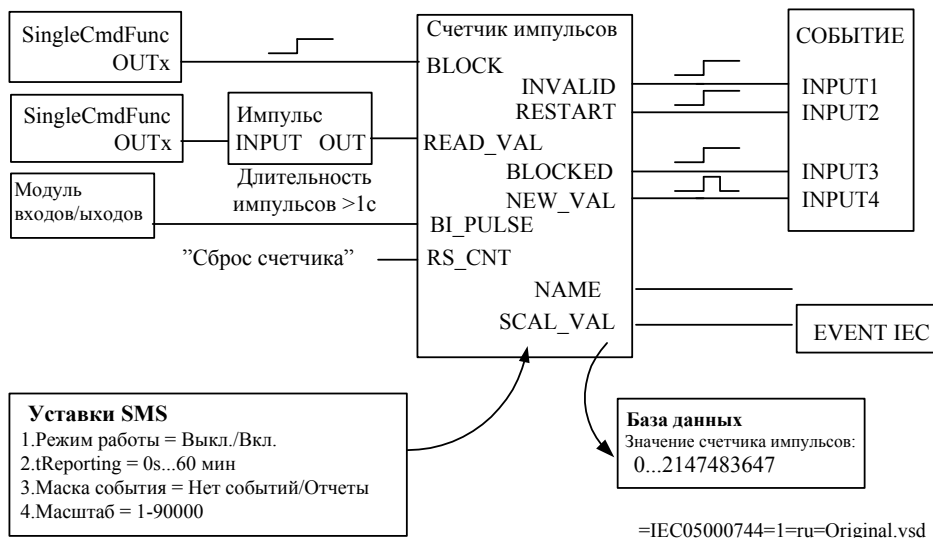 SingleCmdFunc
OUTx
SingleCmdFunc
OUTx
Импульс
INPUT OUT
Длительность
импульсов >1с
Модуль
входов/ыходов
”Сброс счетчика”
Счетчик импульсов
BLOCK
INVALID
RESTART
READ_VAL
BLOCKED
NEW_VAL
BI_PULSE
RS_CNT
NAME
SCAL_VAL
СОБЫТИЕ
INPUT1
INPUT2
INPUT3
INPUT4
EVENT IEC
Уставки SMS
1.Режим работы = Выкл./Вкл.
2.tReporting = 0s...60 мин
3.Маска события = Нет событий/Отчеты
4.Масштаб = 1-90000
База данных
Значение счетчика импульсов:
0...2147483647
=IEC05000744=1=ru=Original.vsd